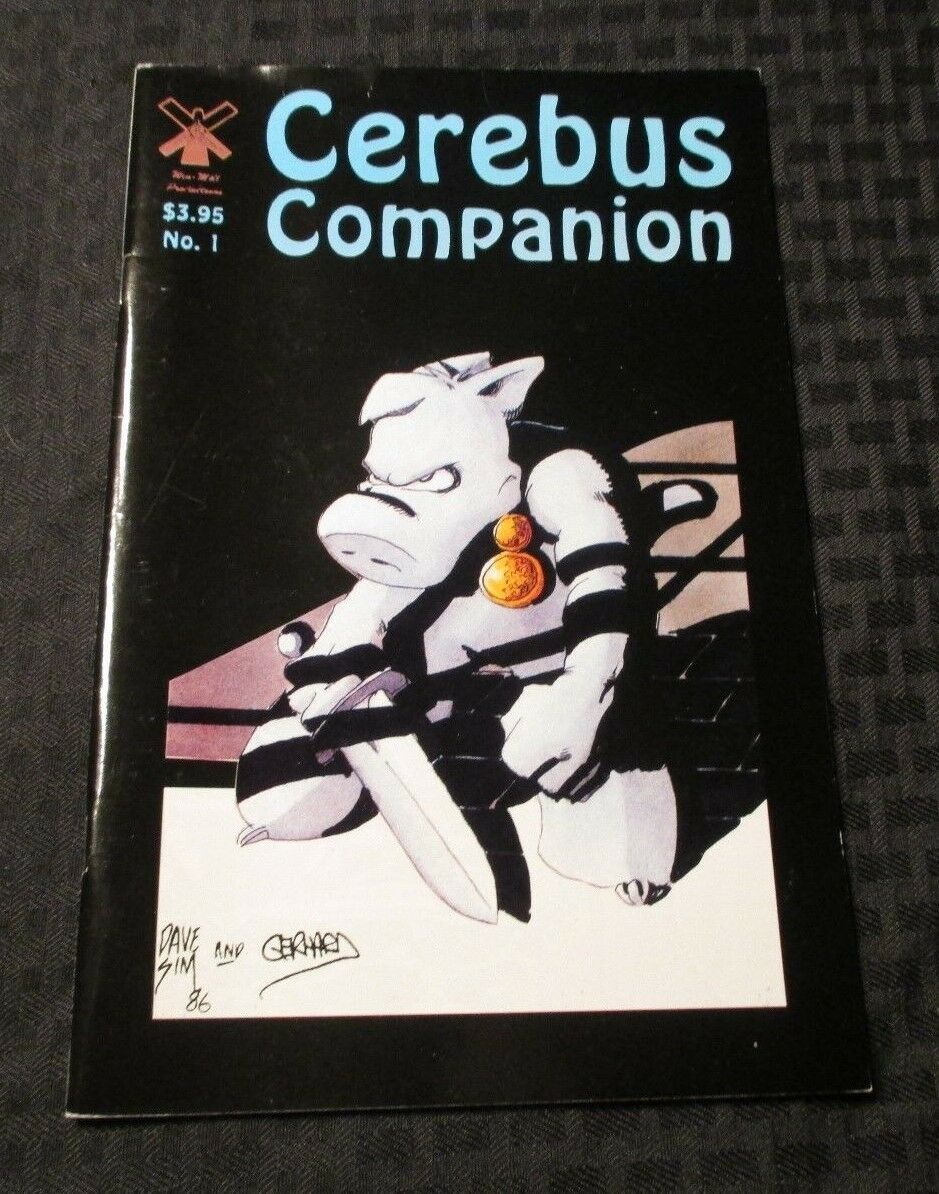 Cerebus
Companion
$3.95
No. 1
DAVE
SIM AND GERHARD
86